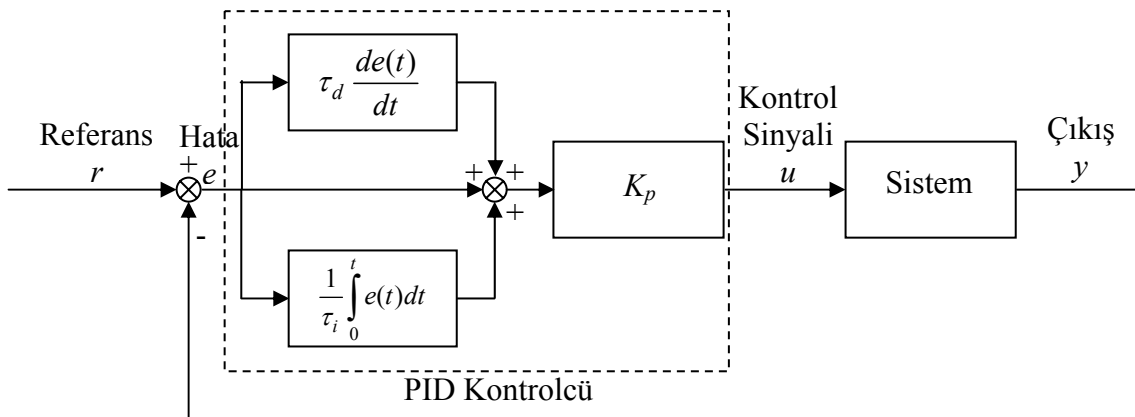 τ_d de(t)/dt
Referans
r
Hata
+
e
-
+ +
+
K_p
Kontrol
Sinyali
u
Sistem
Çıkış
y
1/τ_i ∫_0^t e(t)dt
PID Kontrolcü